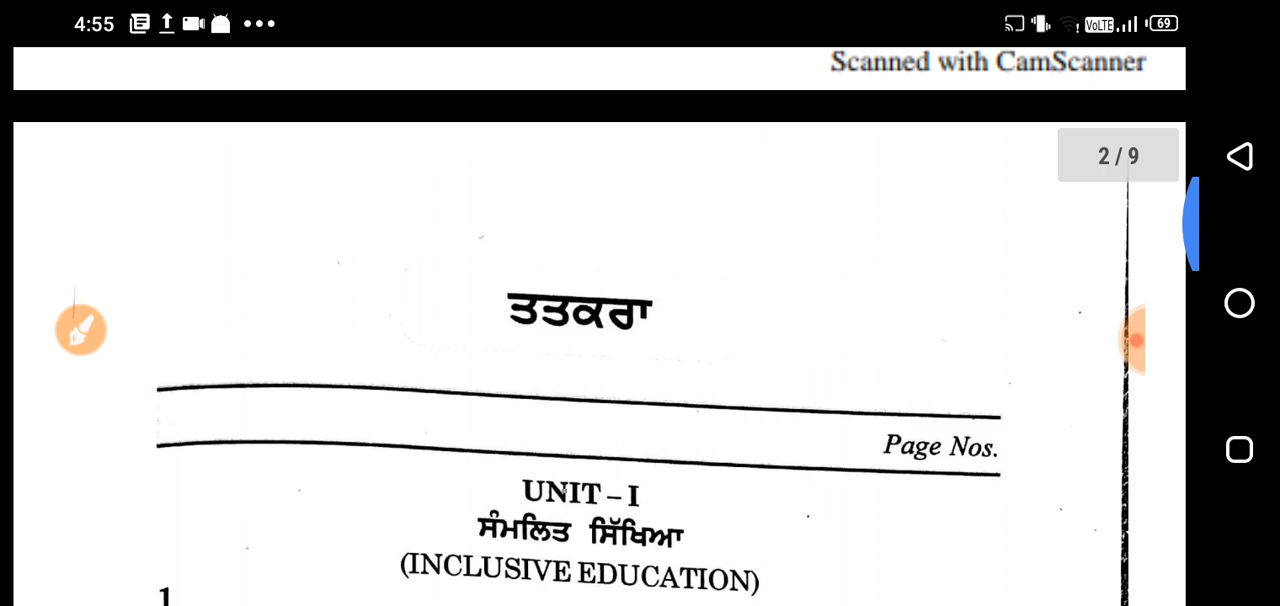 4:55 VoLTE 69
Scanned with CamScanner
2 / 9
ਤਤਕਰਾ
Page Nos.
UNIT – I
ਸੰਮਲਿਤ ਸਿੱਖਿਆ
(INCLUSIVE EDUCATION)
1